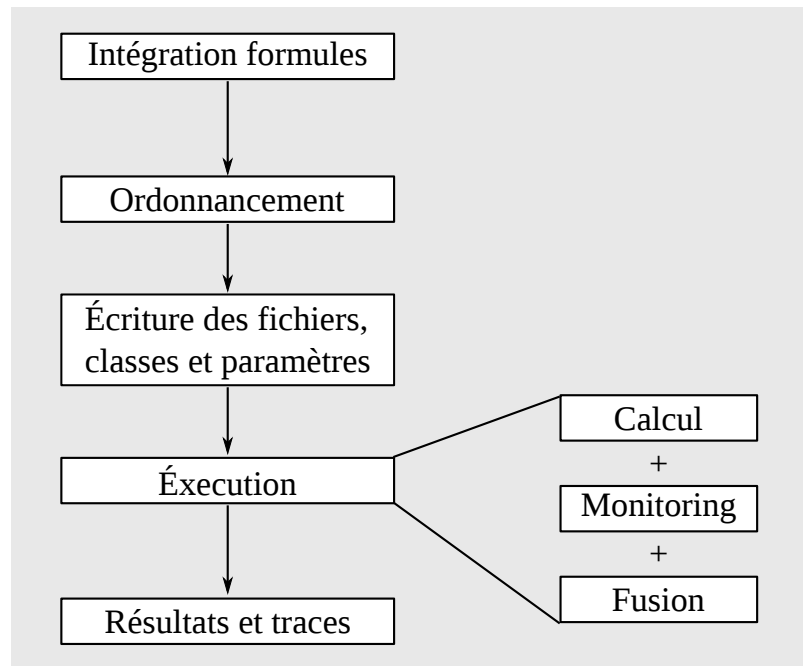 Intégration formules
Ordonnancement
Écriture des fichiers,
classes et paramètres
Éxecution
Résultats et traces
Calcul
+
Monitoring
+
Fusion